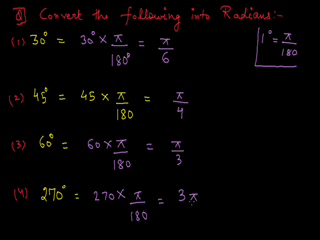 Q) Convert the following into Radians:-
1° = π/180
(1) 30° = 30° × π/180° = π/6
(2) 45° = 45 × π/180 = π/4
(3) 60° = 60 × π/180 = π/3
(4) 270° = 270 × π/180 = 3π